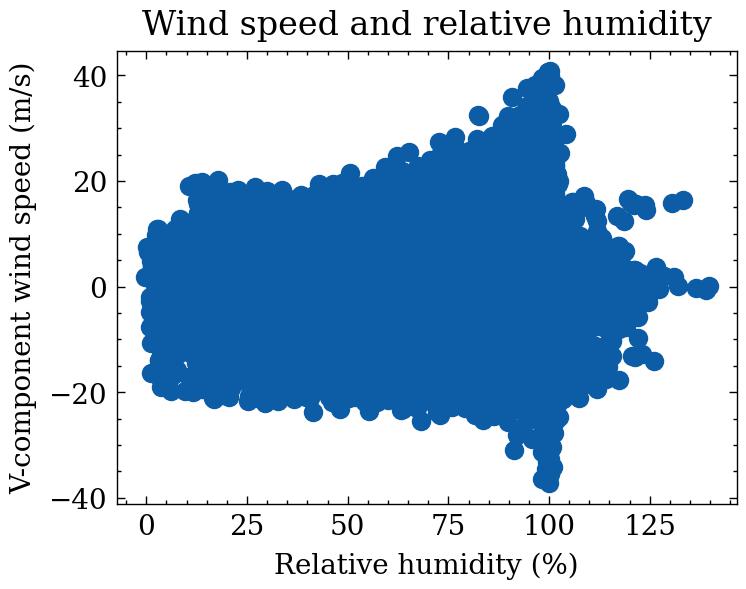 Wind speed and relative humidity
V-component wind speed (m/s)
40
20
0
−20
−40
0 25 50 75 100 125
Relative humidity (%)